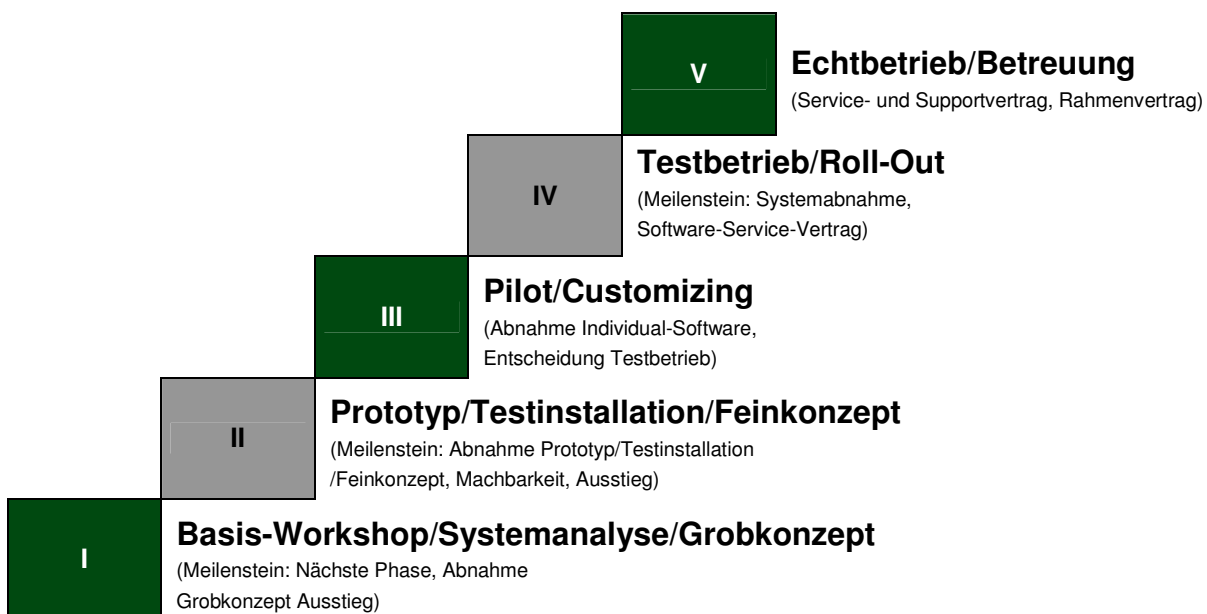 V
Echtbetrieb/Betreuung
(Service- und Supportvertrag, Rahmenvertrag)
IV
Testbetrieb/Roll-Out
(Meilenstein: Systemabnahme,
Software-Service-Vertrag)
III
Pilot/Customizing
(Abnahme Individual-Software,
Entscheidung Testbetrieb)
II
Prototyp/Testinstallation/Feinkonzept
(Meilenstein: Abnahme Prototyp/Testinstallation
/Feinkonzept, Machbarkeit, Ausstieg)
I
Basis-Workshop/Systemanalyse/Grobkonzept
(Meilenstein: Nächste Phase, Abnahme
Grobkonzept Ausstieg)